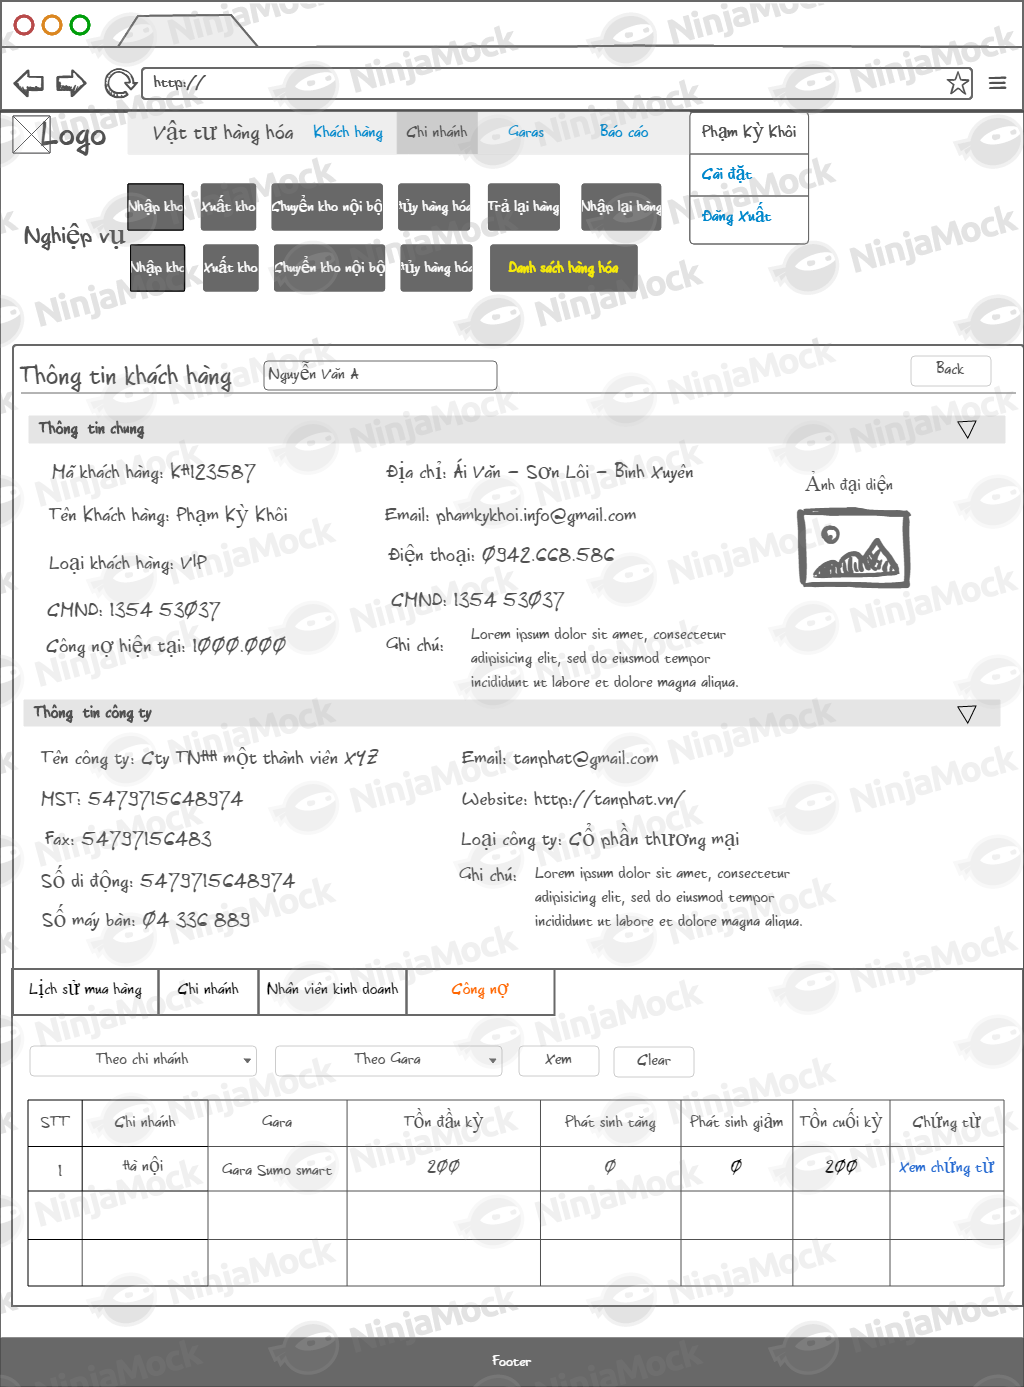 http://
Logo
Vật tư hàng hóa
Khách hàng
Chi nhánh
Garas
Báo cáo
Phạm Kỳ Khôi
Cài đặt
Đăng Xuất
Nghiệp vụ
Nhập kho
Xuất kho
Chuyển kho nội bộ
Hủy hàng hóa
Trả lại hàng
Nhập lại hàng
Nhập kho
Xuất kho
Chuyển kho nội bộ
Hủy hàng hóa
Danh sách hàng hóa
Thông tin khách hàng
Nguyễn Văn A
Back
Thông tin chung
Mã khách hàng: KH123587
Địa chỉ: Ái Văn - Sơn Lôi - Bình Xuyên
Ảnh đại diện
Tên Khách hàng: Phạm Kỳ Khôi
Email: phamkykhoi.info@gmail.com
Loại khách hàng: VIP
Điện thoại: 0942.668.586
CMND: 1354 53037
CMND: 1354 53037
Công nợ hiện tại: 1000.000
Ghi chú:
Lorem ipsum dolor sit amet, consectetur
adipisicing elit, sed do eiusmod tempor
incididunt ut labore et dolore magna aliqua.
Thông tin công ty
Tên công ty: Cty TNHH một thành viên XYZ
Email: tanphat@gmail.com
MST: 5479715648974
Website: http://tanphat.vn/
Fax: 54797156483
Loại công ty: Cổ phần thương mại
Số di động: 5479715648974
Ghi chú:
Lorem ipsum dolor sit amet, consectetur
adipisicing elit, sed do eiusmod tempor
incididunt ut labore et dolore magna aliqua.
Số máy bàn: 04 336 889
Lịch sử mua hàng
Chi nhánh
Nhân viên kinh doanh
Công nợ
Theo chi nhánh
Theo Gara
Xem
Clear
STT
Chi nhánh
Gara
Tồn đầu kỳ
Phát sinh tăng
Phát sinh giảm
Tồn cuối kỳ
Chứng từ
1
Hà nội
Gara Sumo smart
200
0
0
200
Xem chứng từ
Footer
NinjaMock